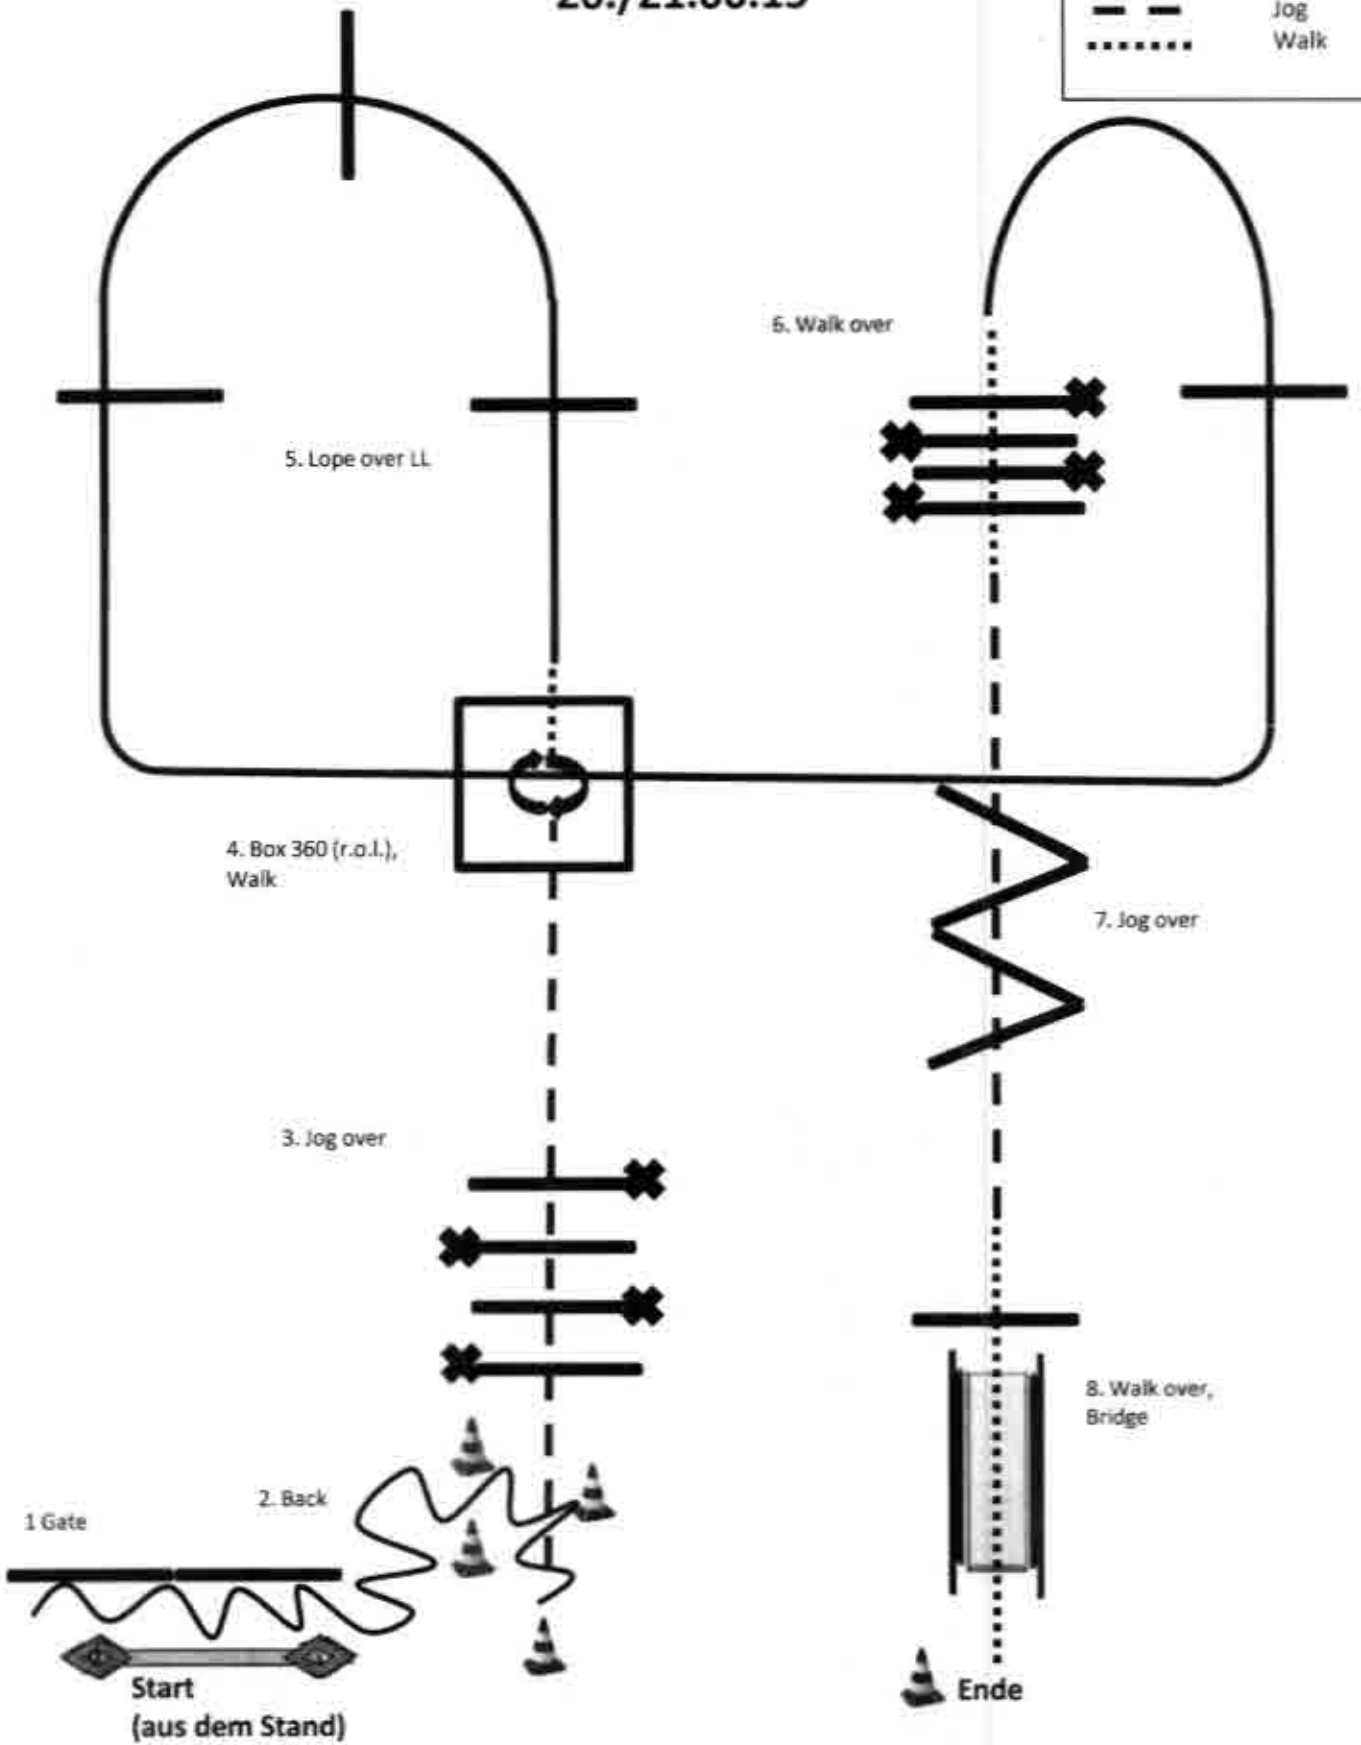 Jog
Walk
6. Walk over
5. Lope over LL
4. Box 360 (r.o.l.),
Walk
7. Jog over
3. Jog over
8. Walk over,
Bridge
2. Back
1 Gate
Start
(aus dem Stand)
Ende